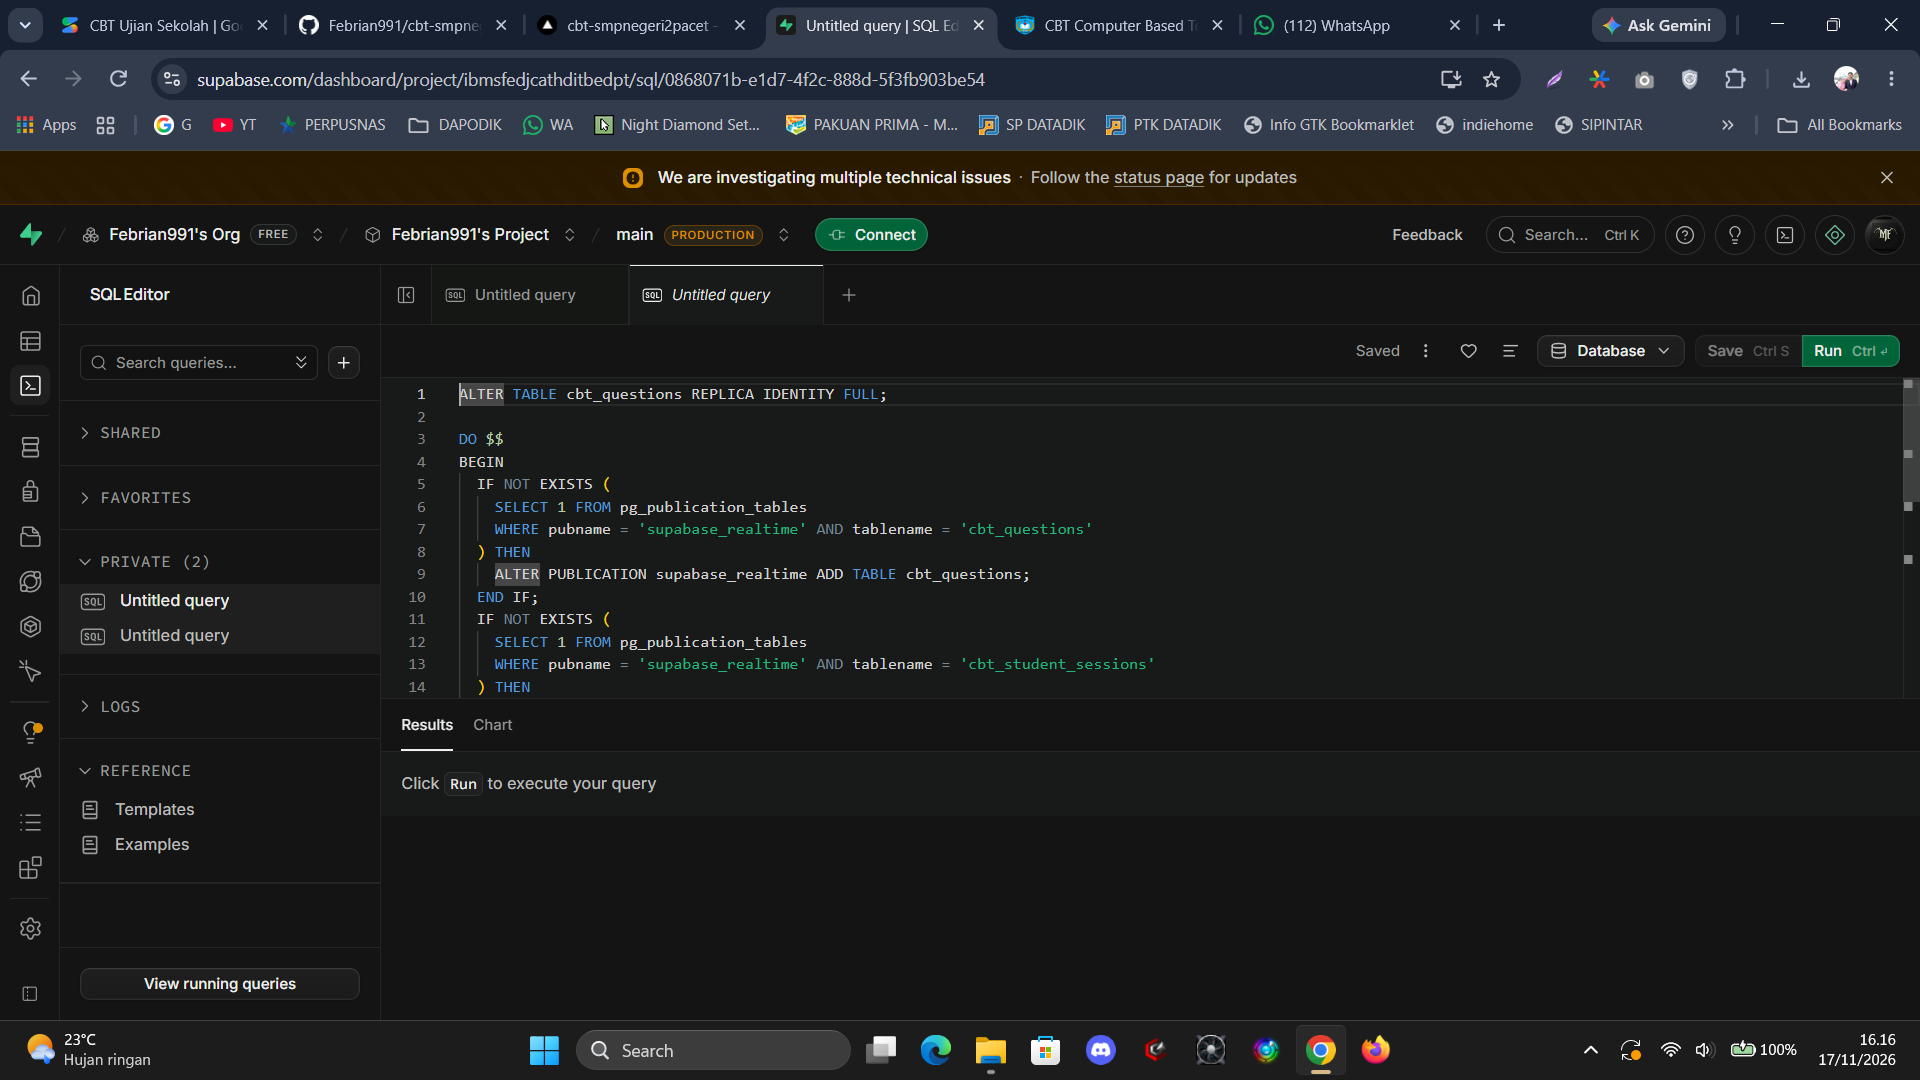 CBT Ujian Sekolah | Go
Febrian991/cbt-smpne
cbt-smpnegeri2pacet -
Untitled query | SQL Ed
CBT Computer Based T
(112) WhatsApp
Ask Gemini
supabase.com/dashboard/project/ibmsfedjcathditbedpt/sql/0868071b-e1d7-4f2c-888d-5f3fb903be54
Apps
G
YT
PERPUSNAS
DAPODIK
WA
Night Diamond Set...
PAKUAN PRIMA - M...
SP DATADIK
PTK DATADIK
Info GTK Bookmarklet
indiehome
SIPINTAR
All Bookmarks
We are investigating multiple technical issues · Follow the status page for updates
Febrian991's Org FREE / Febrian991's Project / main PRODUCTION Connect
Feedback
Search... Ctrl K
SQL Editor
SQL Untitled query
SQL Untitled query
Search queries...
Saved
Database
Save Ctrl S
Run Ctrl ↵
SHARED
FAVORITES
PRIVATE (2)
SQL Untitled query
SQL Untitled query
LOGS
REFERENCE
Templates
Examples
View running queries
1 ALTER TABLE cbt_questions REPLICA IDENTITY FULL;
2
3 DO $$
4 BEGIN
5 IF NOT EXISTS (
6 SELECT 1 FROM pg_publication_tables
7 WHERE pubname = 'supabase_realtime' AND tablename = 'cbt_questions'
8 ) THEN
9 ALTER PUBLICATION supabase_realtime ADD TABLE cbt_questions;
10 END IF;
11 IF NOT EXISTS (
12 SELECT 1 FROM pg_publication_tables
13 WHERE pubname = 'supabase_realtime' AND tablename = 'cbt_student_sessions'
14 ) THEN
Results
Chart
Click Run to execute your query
23°C
Hujan ringan
Search
100%
16.16
17/11/2026